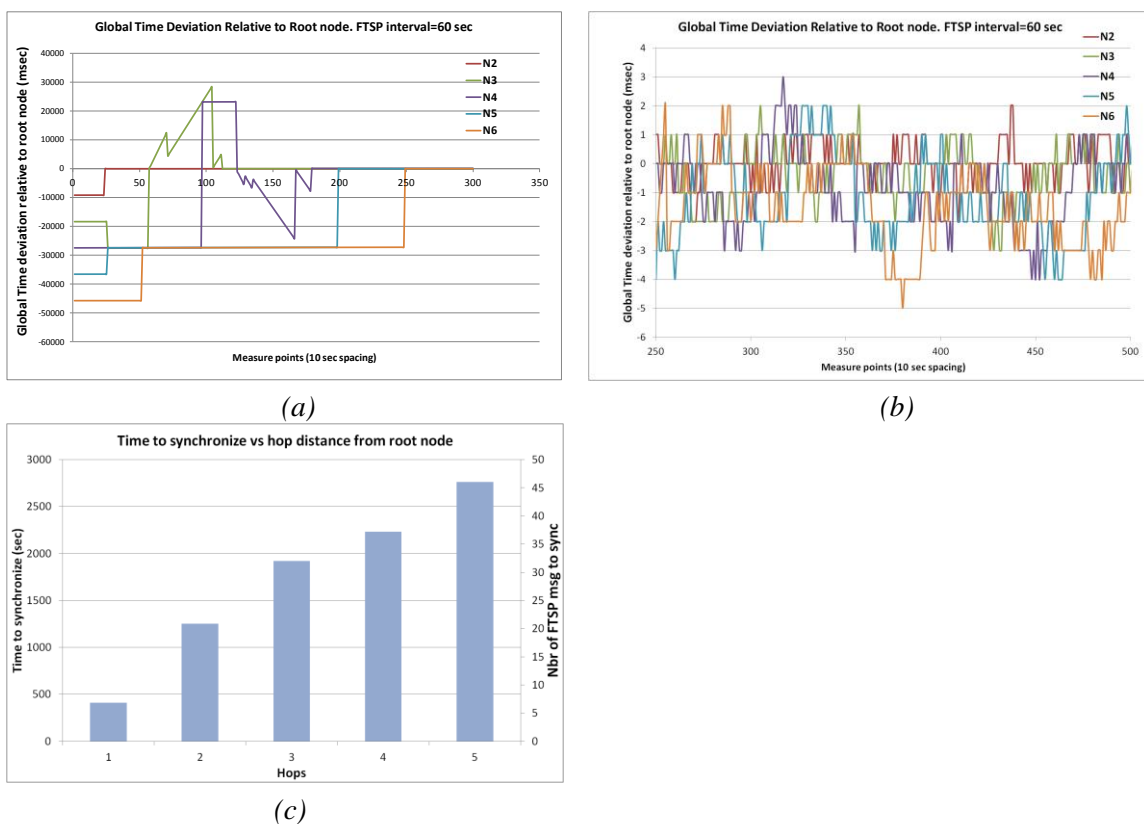 Global Time Deviation Relative to Root node. FTSP interval=60 sec
Global Time deviation relative to root node (msec)
40000
30000
20000
10000
0
-10000
-20000
-30000
-40000
-50000
-60000
0
50
100
150
200
250
300
350
Measure points (10 sec spacing)
N2
N3
N4
N5
N6
(a)
Global Time Deviation Relative to Root node. FTSP interval=60 sec
Global Time deviation relative to root node (msec)
4
3
2
1
0
-1
-2
-3
-4
-5
-6
250
300
350
400
450
500
Measure points (10 sec spacing)
N2
N3
N4
N5
N6
(b)
Time to synchronize vs hop distance from root node
Time to synchronize (sec)
3000
2500
2000
1500
1000
500
0
50
45
40
35
30
25
20
15
10
5
0
Nbr of FTSP msg to sync
1
2
3
4
5
Hops
(c)